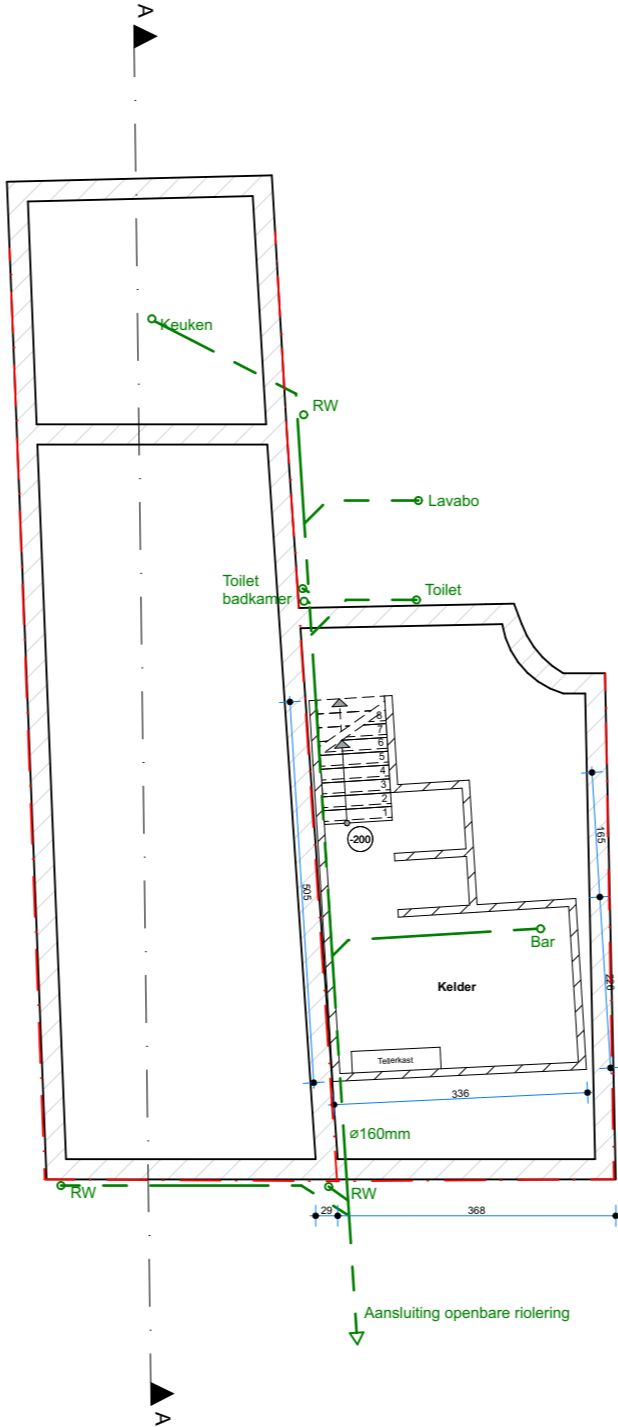 A
Keuken
RW
Lavabo
Toilet
badkamer
Toilet
8
7
6
5
4
3
2
1
-200
165
505
Bar
226
Kelder
Tellerkast
336
ø160mm
RW
RW
29
368
Aansluiting openbare riolering
A